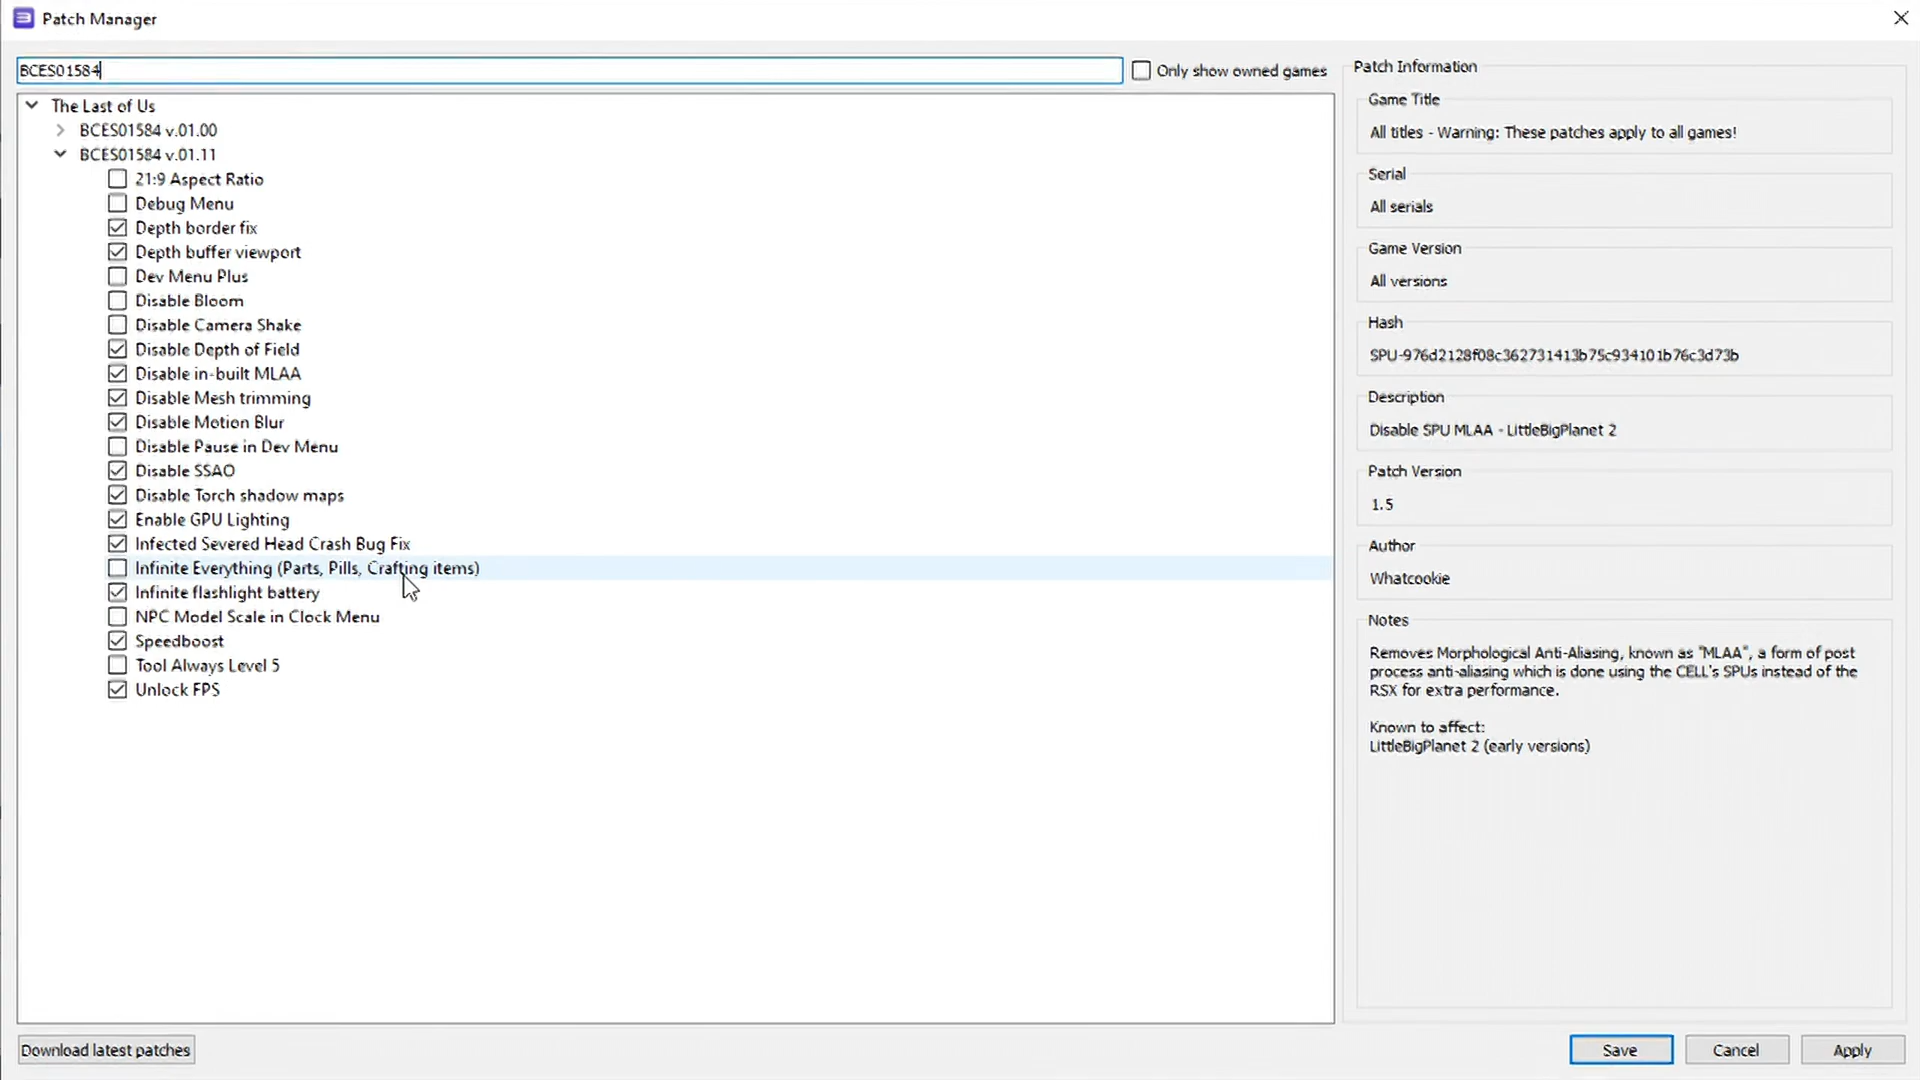 Patch Manager
BCES01584
Only show owned games
The Last of Us
BCES01584 v.01.00
BCES01584 v.01.11
21:9 Aspect Ratio
Debug Menu
Depth border fix
Depth buffer viewport
Dev Menu Plus
Disable Bloom
Disable Camera Shake
Disable Depth of Field
Disable in-built MLAA
Disable Mesh trimming
Disable Motion Blur
Disable Pause in Dev Menu
Disable SSAO
Disable Torch shadow maps
Enable GPU Lighting
Infected Severed Head Crash Bug Fix
Infinite Everything (Parts, Pills, Crafting items)
Infinite flashlight battery
NPC Model Scale in Clock Menu
Speedboost
Tool Always Level 5
Unlock FPS
Patch Information
Game Title
All titles - Warning: These patches apply to all games!
Serial
All serials
Game Version
All versions
Hash
SPU-976d2128f08c362731413b75c934101b76c3d73b
Description
Disable SPU MLAA - LittleBigPlanet 2
Patch Version
1.5
Author
Whatcookie
Notes
Removes Morphological Anti-Aliasing, known as "MLAA", a form of post
process anti-aliasing which is done using the CELL's SPUs instead of the
RSX for extra performance.
Known to affect:
LittleBigPlanet 2 (early versions)
Download latest patches
Save
Cancel
Apply